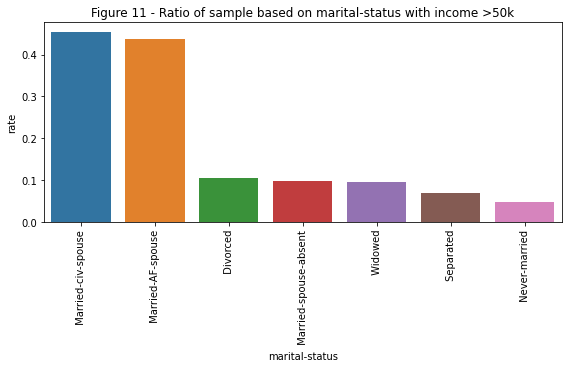 Figure 11 - Ratio of sample based on marital-status with income >50k
rate
0.4
0.3
0.2
0.1
0.0
Married-civ-spouse
Married-AF-spouse
Divorced
Married-spouse-absent
Widowed
Separated
Never-married
marital-status